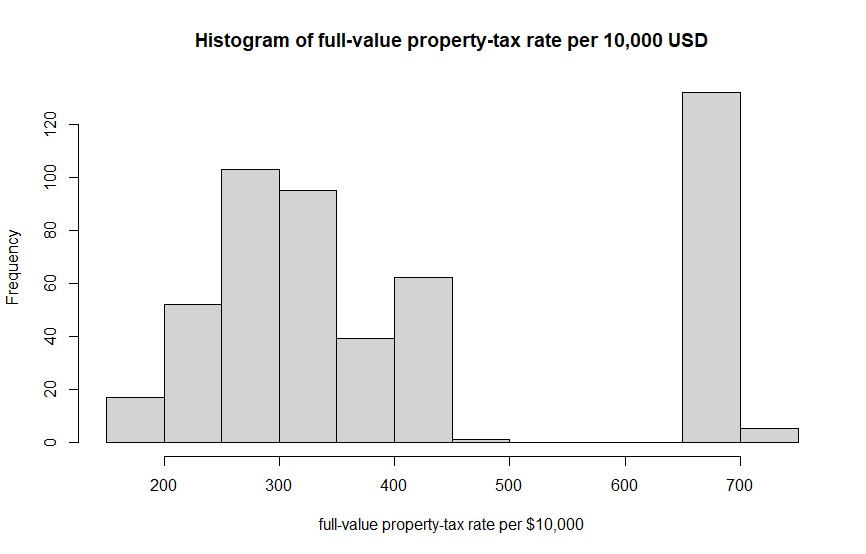 Histogram of full-value property-tax rate per 10,000 USD
Frequency
120
100
80
60
40
20
0
200 300 400 500 600 700
full-value property-tax rate per $10,000